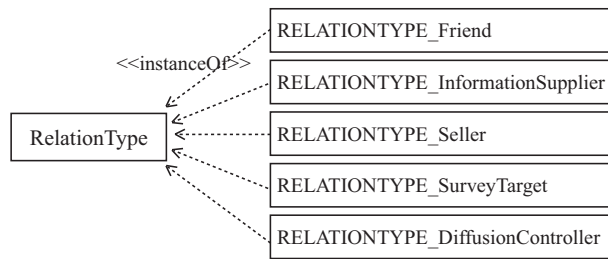 RELATIONTYPE_Friend
<<instanceOf>>
RELATIONTYPE_InformationSupplier
RelationType
RELATIONTYPE_Seller
RELATIONTYPE_SurveyTarget
RELATIONTYPE_DiffusionController